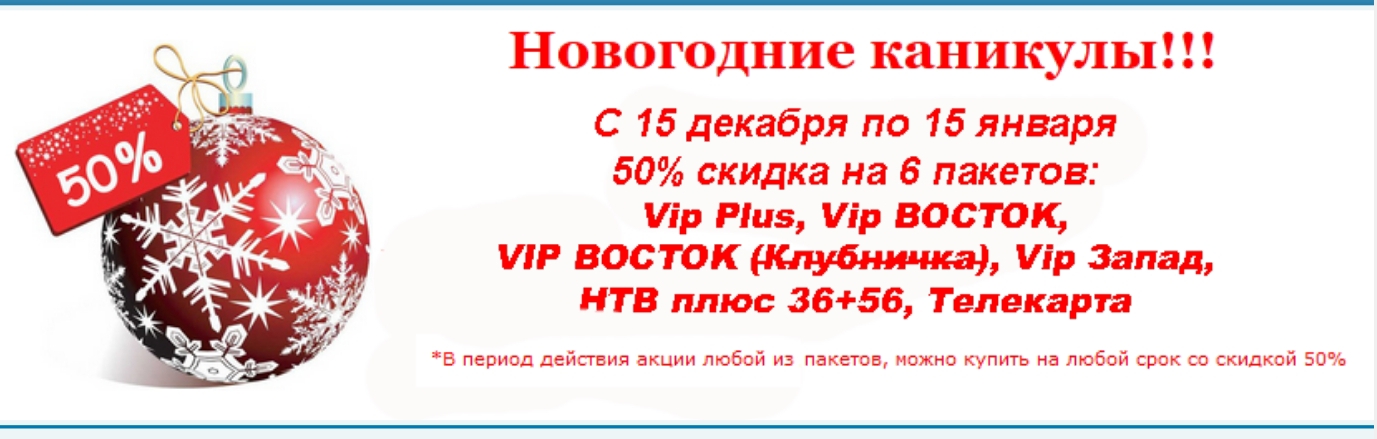 50%
Новогодние каникулы!!!
С 15 декабря по 15 января
50% скидка на 6 пакетов:
Vip Plus, Vip ВОСТОК,
VIP ВОСТОК (Клубничка), Vip Запад,
НТВ плюс 36+56, Телекарта
*В период действия акции любой из пакетов, можно купить на любой срок со скидкой 50%